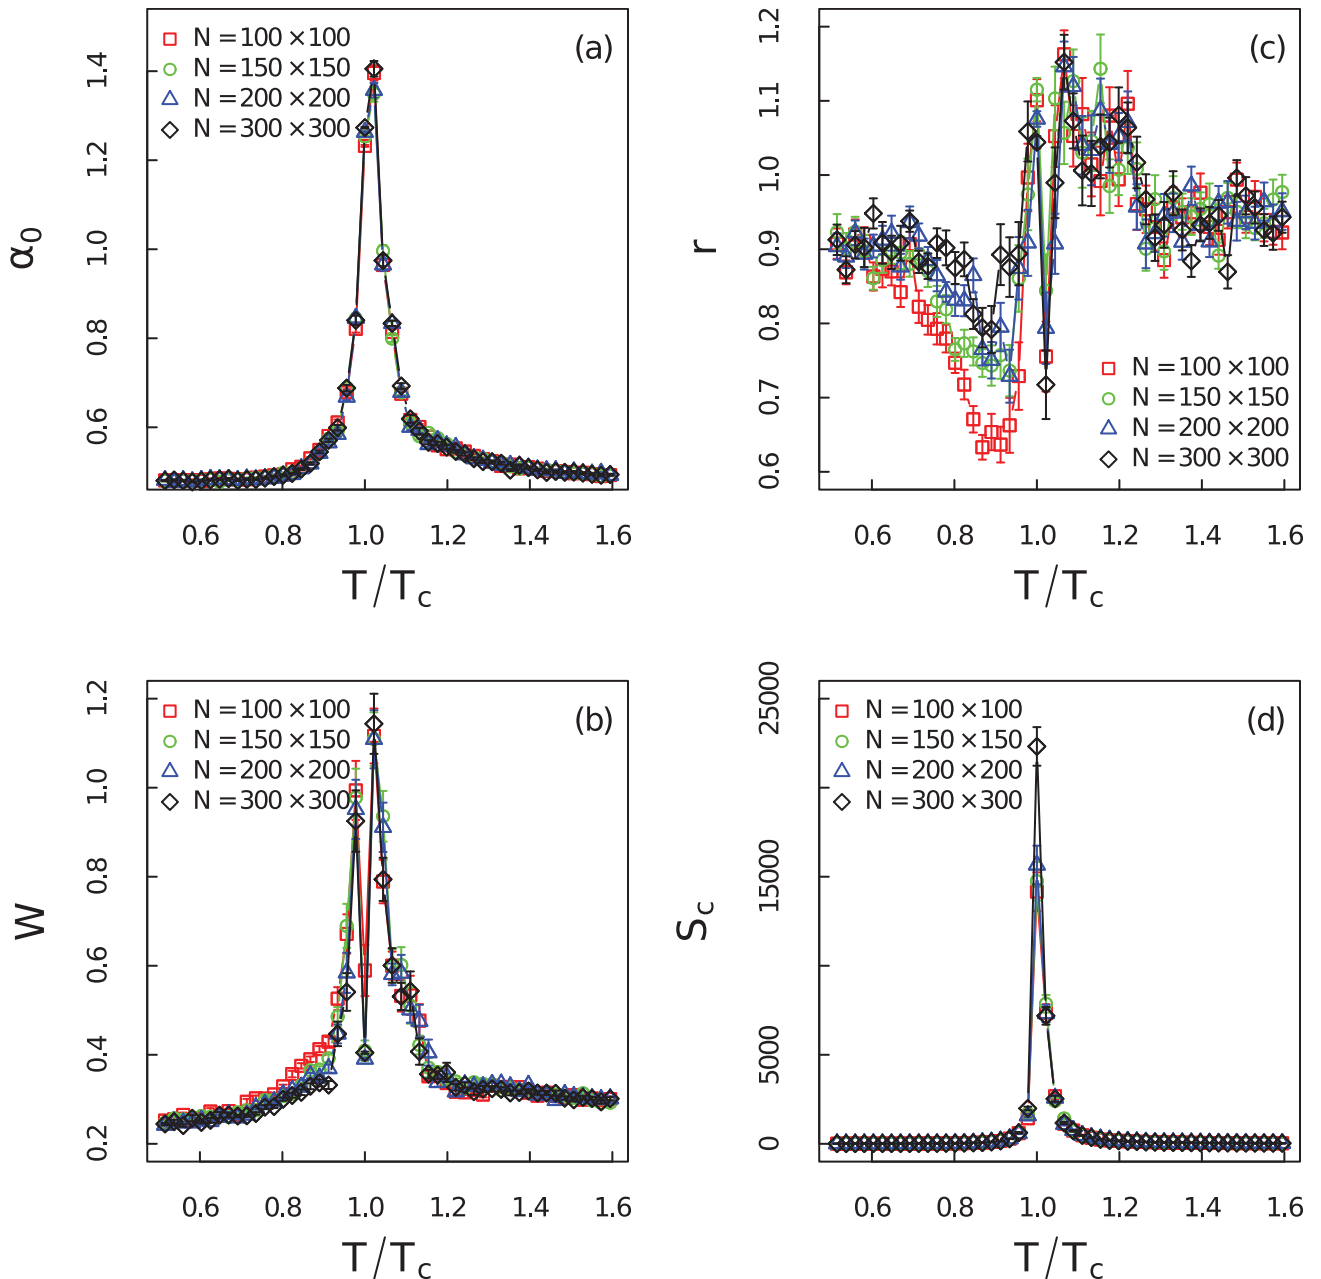 (a)
N = 100 × 100
N = 150 × 150
N = 200 × 200
N = 300 × 300
α0
1.4
1.2
1.0
0.8
0.6
0.6 0.8 1.0 1.2 1.4 1.6
T/Tc
(c)
N = 100 × 100
N = 150 × 150
N = 200 × 200
N = 300 × 300
r
1.2
1.1
1.0
0.9
0.8
0.7
0.6
0.6 0.8 1.0 1.2 1.4 1.6
T/Tc
(b)
N = 100 × 100
N = 150 × 150
N = 200 × 200
N = 300 × 300
W
1.2
1.0
0.8
0.6
0.4
0.2
0.6 0.8 1.0 1.2 1.4 1.6
T/Tc
(d)
N = 100 × 100
N = 150 × 150
N = 200 × 200
N = 300 × 300
Sc
25000
15000
5000
0
0.6 0.8 1.0 1.2 1.4 1.6
T/Tc